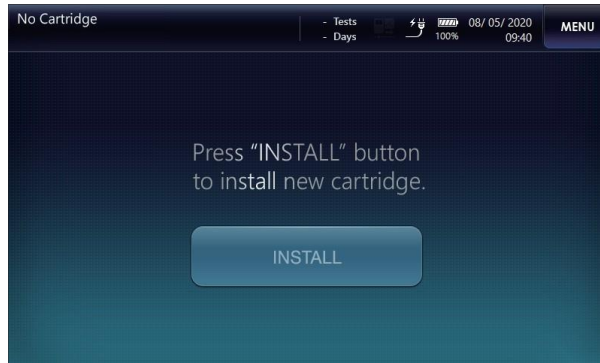 No Cartridge
- Tests
- Days
100%
08/ 05/ 2020
09:40
MENU
Press "INSTALL" button
to install new cartridge.
INSTALL